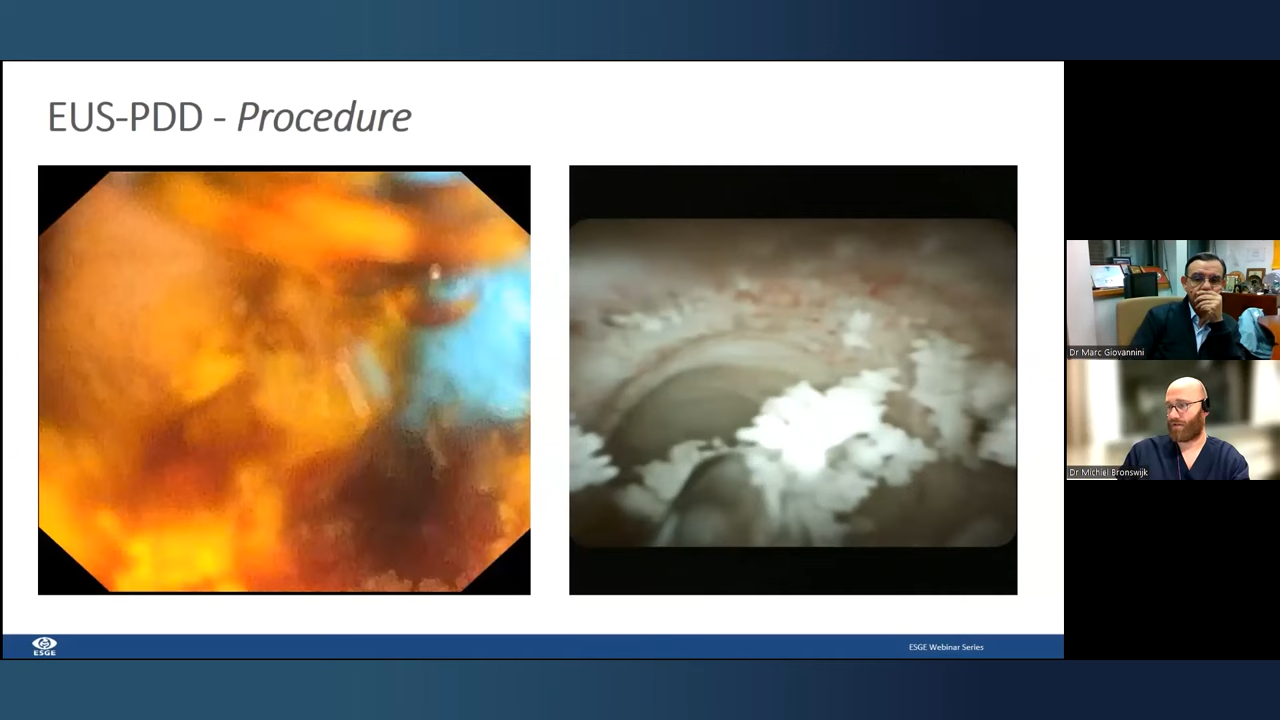 EUS-PDD - Procedure
Dr Marc Giovannini
Dr Michiel Bronswijk
ESGE
ESGE Webinar Series